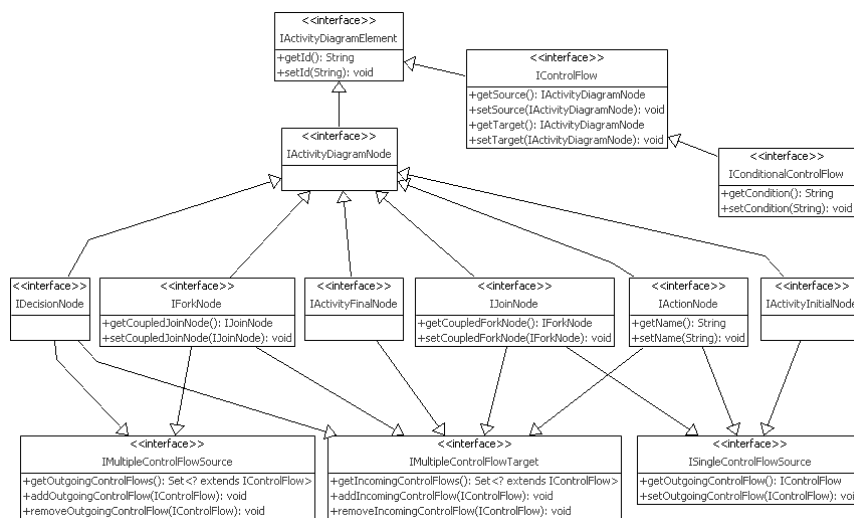 <<interface>>
IActivityDiagramElement
+getId(): String
+setId(String): void
<<interface>>
IControlFlow
+getSource(): IActivityDiagramNode
+setSource(IActivityDiagramNode): void
+getTarget(): IActivityDiagramNode
+setTarget(IActivityDiagramNode): void
<<interface>>
IActivityDiagramNode
<<interface>>
IConditionalControlFlow
+getCondition(): String
+setCondition(String): void
<<interface>>
IDecisionNode
<<interface>>
IForkNode
+getCoupledJoinNode(): IJoinNode
+setCoupledJoinNode(IJoinNode): void
<<interface>>
IActivityFinalNode
<<interface>>
IJoinNode
+getCoupledForkNode(): IForkNode
+setCoupledForkNode(IForkNode): void
<<interface>>
IActionNode
+getName(): String
+setName(String): void
<<interface>>
IActivityInitialNode
<<interface>>
IMultipleControlFlowSource
+getOutgoingControlFlows(): Set<? extends IControlFlow>
+addOutgoingControlFlow(IControlFlow): void
+removeOutgoingControlFlow(IControlFlow): void
<<interface>>
IMultipleControlFlowTarget
+getIncomingControlFlows(): Set<? extends IControlFlow>
+addIncomingControlFlow(IControlFlow): void
+removeIncomingControlFlow(IControlFlow): void
<<interface>>
ISingleControlFlowSource
+getOutgoingControlFlow(): IControlFlow
+setOutgoingControlFlow(IControlFlow): void